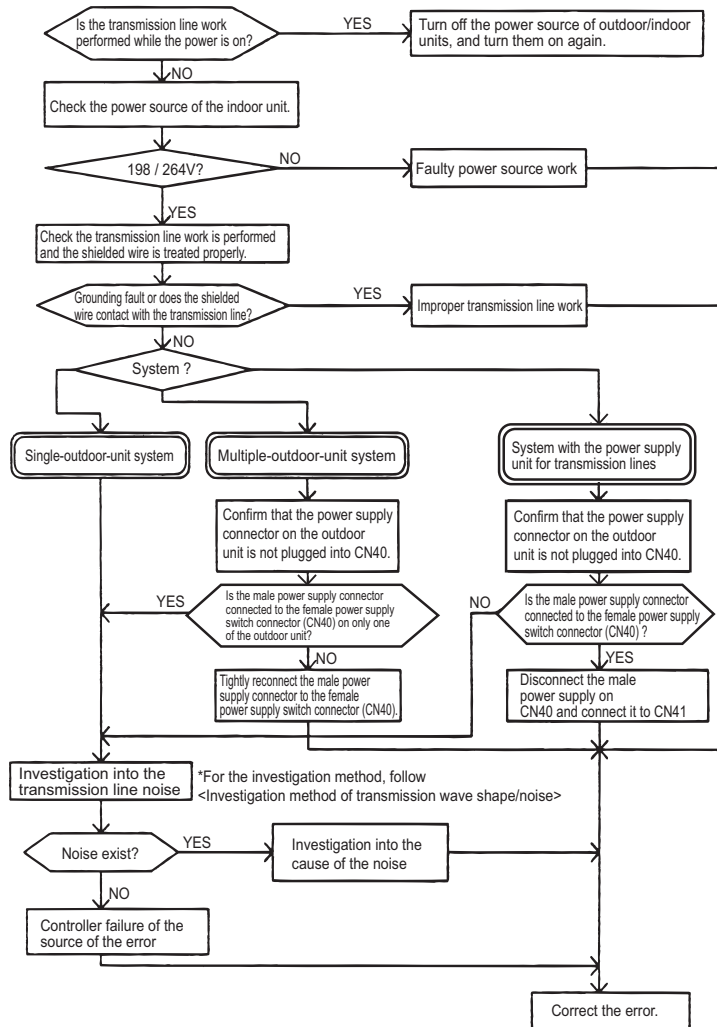 Is the transmission line work
performed while the power is on?
YES
Turn off the power source of outdoor/indoor
units, and turn them on again.
NO
Check the power source of the indoor unit.
198 / 264V?
NO
Faulty power source work
YES
Check the transmission line work is performed
and the shielded wire is treated properly.
Grounding fault or does the shielded
wire contact with the transmission line?
YES
Improper transmission line work
NO
System ?
Single-outdoor-unit system
Multiple-outdoor-unit system
System with the power supply
unit for transmission lines
Confirm that the power supply
connector on the outdoor
unit is not plugged into CN40.
Confirm that the power supply
connector on the outdoor
unit is not plugged into CN40.
YES
Is the male power supply connector
connected to the female power supply
switch connector (CN40) on only one
of the outdoor unit?
NO
Is the male power supply connector
connected to the female power supply
switch connector (CN40) ?
NO
YES
Tightly reconnect the male power
supply connector to the female
power supply switch connector (CN40).
Disconnect the male
power supply on
CN40 and connect it to CN41
Investigation into the
transmission line noise
*For the investigation method, follow
<Investigation method of transmission wave shape/noise>
Noise exist?
YES
Investigation into the
cause of the noise
NO
Controller failure of the
source of the error
Correct the error.